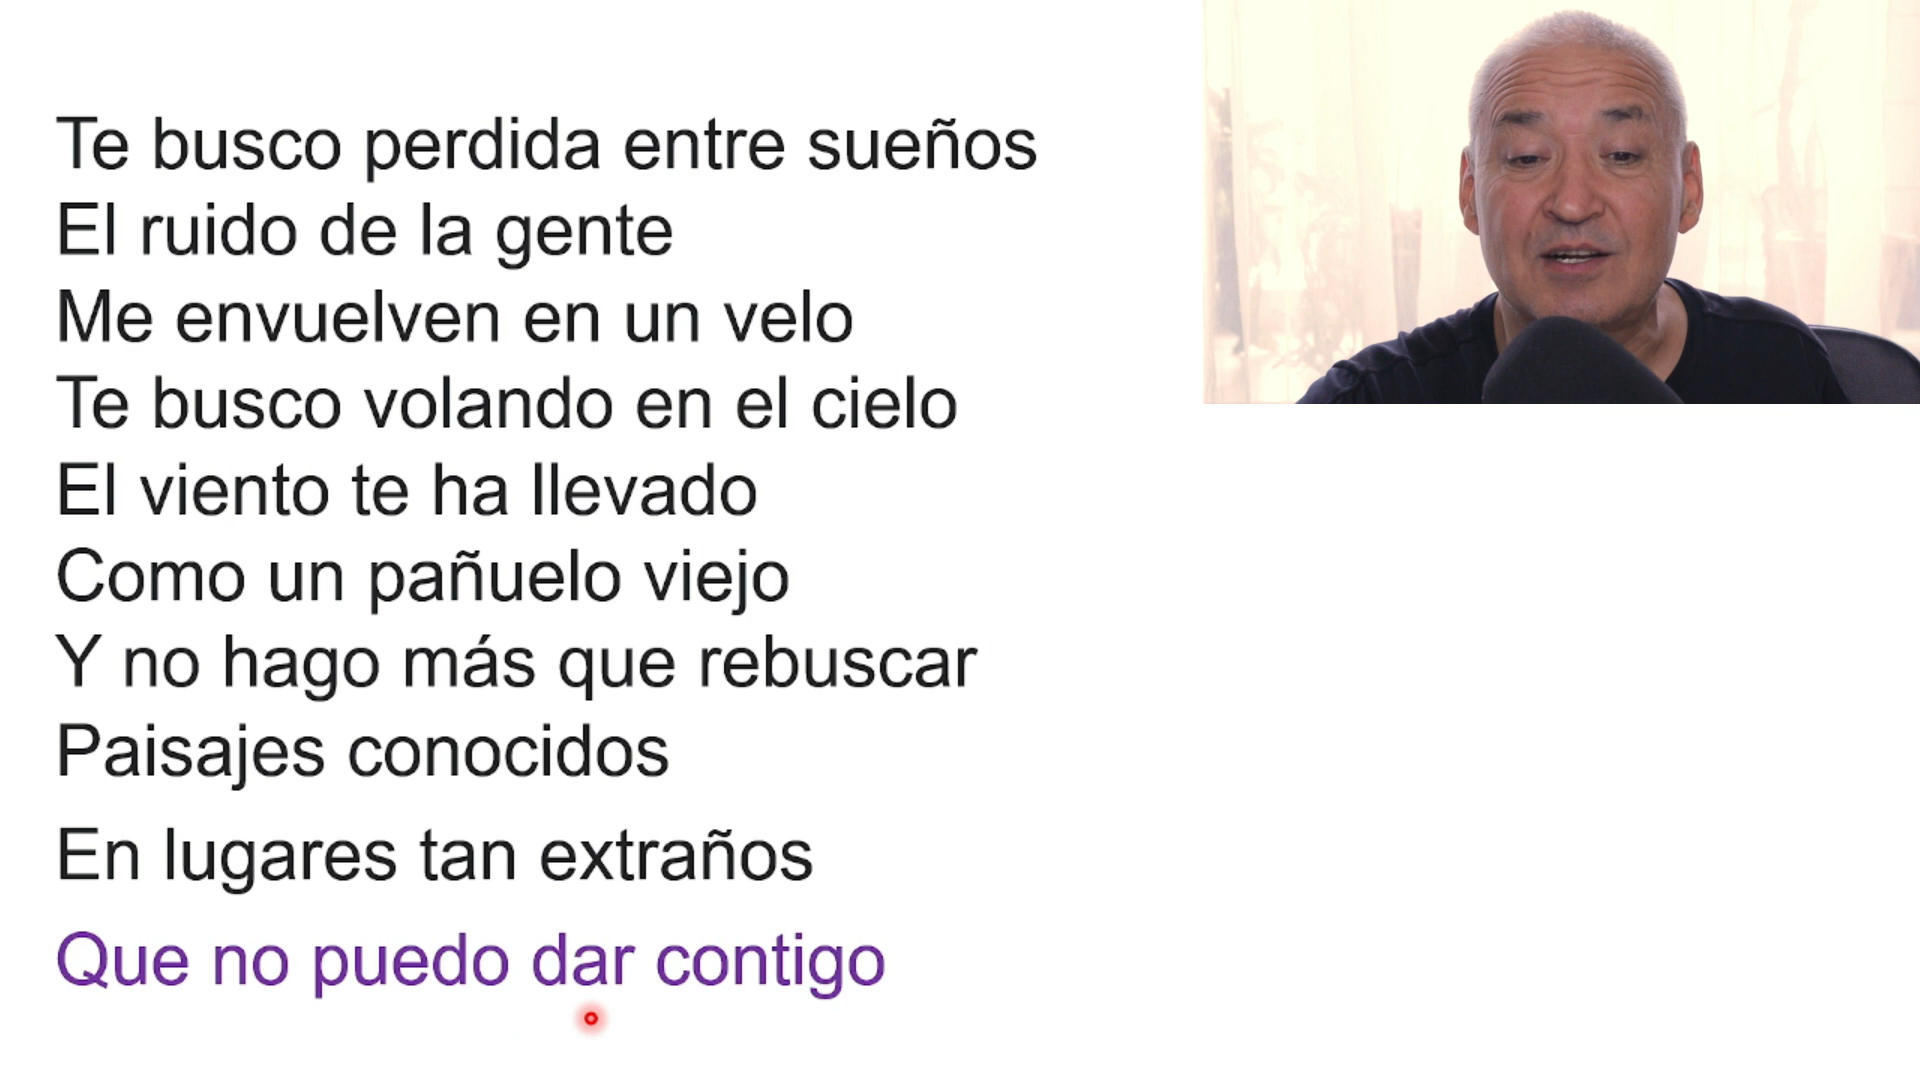 Te busco perdida entre sueños
El ruido de la gente
Me envuelven en un velo
Te busco volando en el cielo
El viento te ha llevado
Como un pañuelo viejo
Y no hago más que rebuscar
Paisajes conocidos
En lugares tan extraños
Que no puedo dar contigo